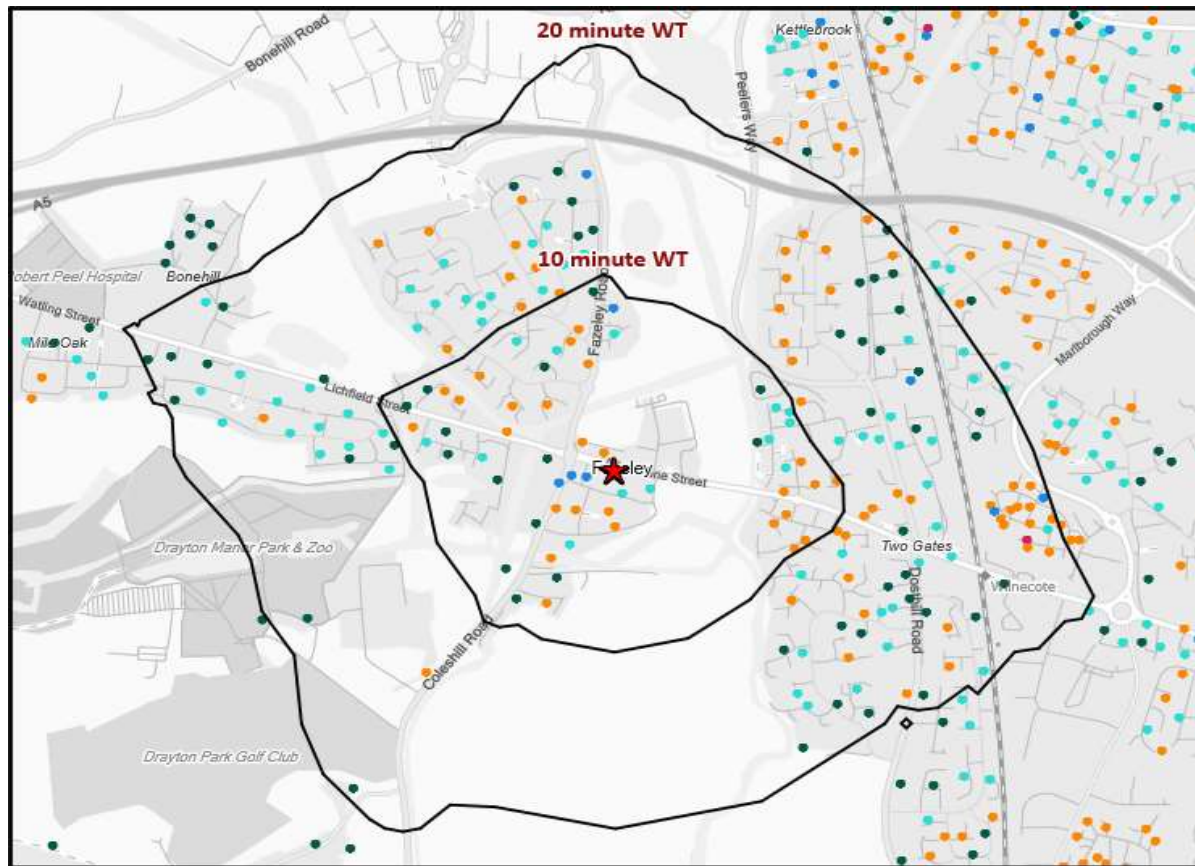 20 minute WT
Kettlebrook
Bonehill Road
Peelers Way
A5
10 minute WT
Robert Peel Hospital
Bonehill
Watling Street
Fazeley Road
Marlborough Way
Mile Oak
Lichfield Street
Fazeley
Drayton Manor Park & Zoo
Two Gates
Wilnecote
Dosthill Road
Coleshill Road
Drayton Park Golf Club